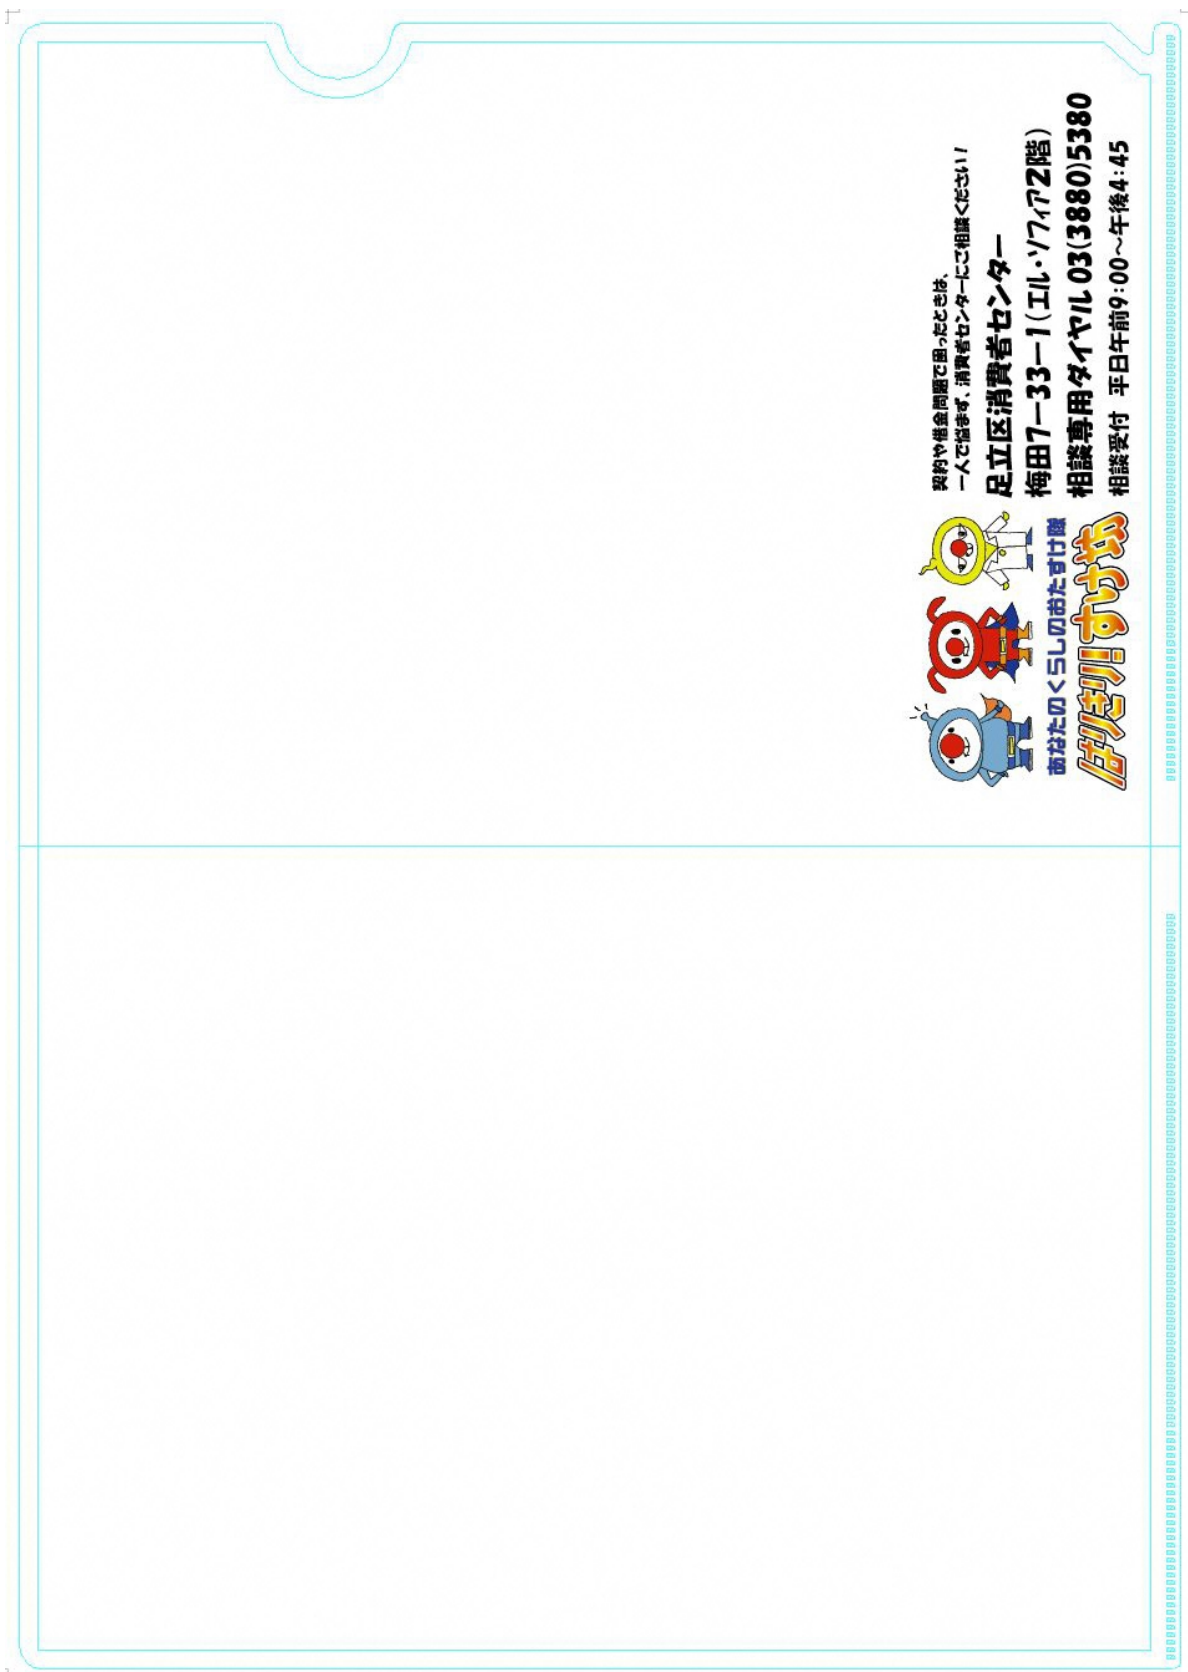 契約や借金問題で困ったときは、
一人で悩まず、消費者センターにご相談ください！
足立区消費者センター
梅田7－33－1(エル・ソフィア2階)
相談専用ダイヤル03(3880)5380
相談受付 平日午前9:00～午後4:45
あなたのくらしのおたすけ隊
はりきり!すけ坊